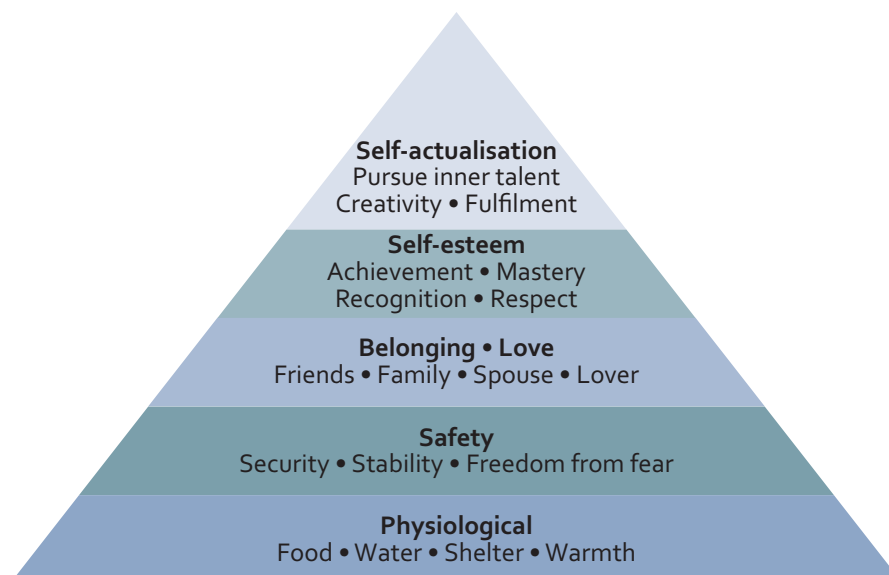 Self-actualisation
Pursue inner talent
Creativity • Fulfilment
Self-esteem
Achievement • Mastery
Recognition • Respect
Belonging • Love
Friends • Family • Spouse • Lover
Safety
Security • Stability • Freedom from fear
Physiological
Food • Water • Shelter • Warmth